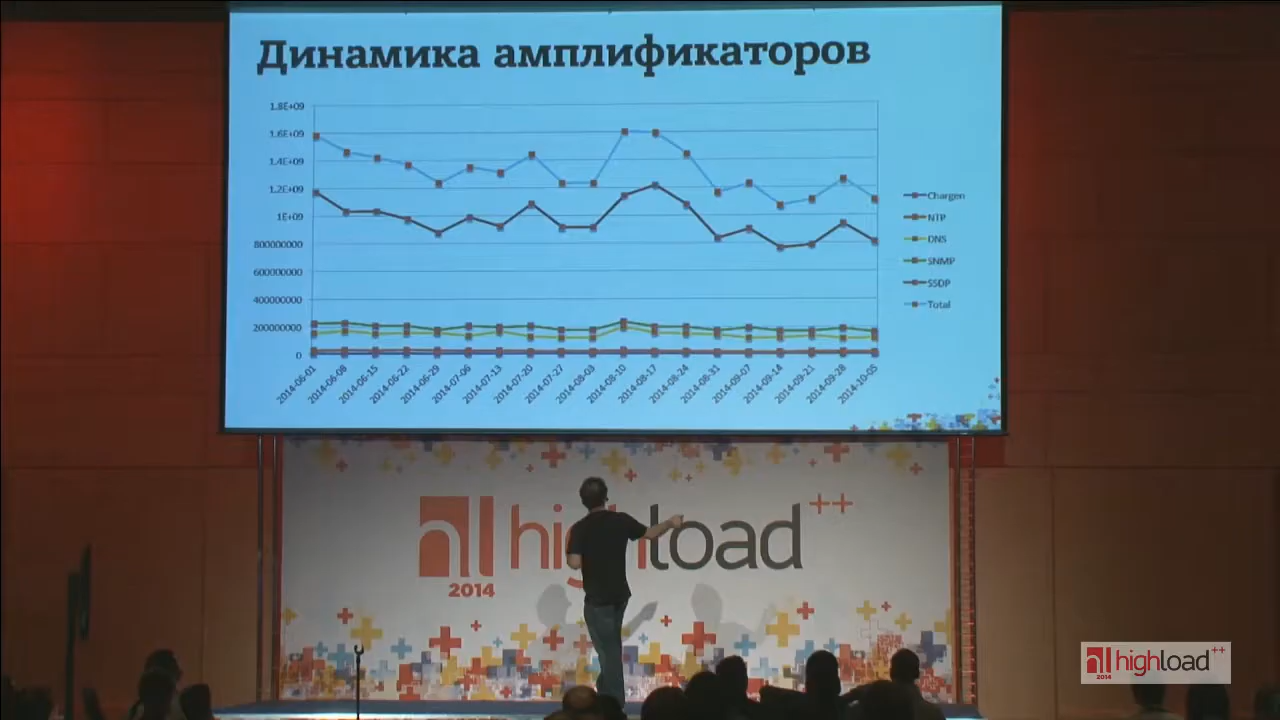 Динамика амплификаторов
1.8E+09
1.6E+09
1.4E+09
1.2E+09
1E+09
800000000
600000000
400000000
200000000
0
2014-06-01
2014-06-08
2014-06-15
2014-06-22
2014-06-29
2014-07-06
2014-07-13
2014-07-20
2014-07-27
2014-08-03
2014-08-10
2014-08-17
2014-08-24
2014-08-31
2014-09-07
2014-09-14
2014-09-21
2014-09-28
2014-10-05
Chargen
NTP
DNS
SNMP
SSDP
Total
highload++
2014
highload++
2014